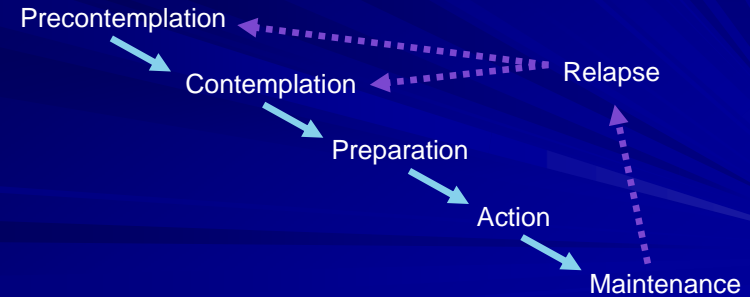 Precontemplation
Relapse
Contemplation
Preparation
Action
Maintenance